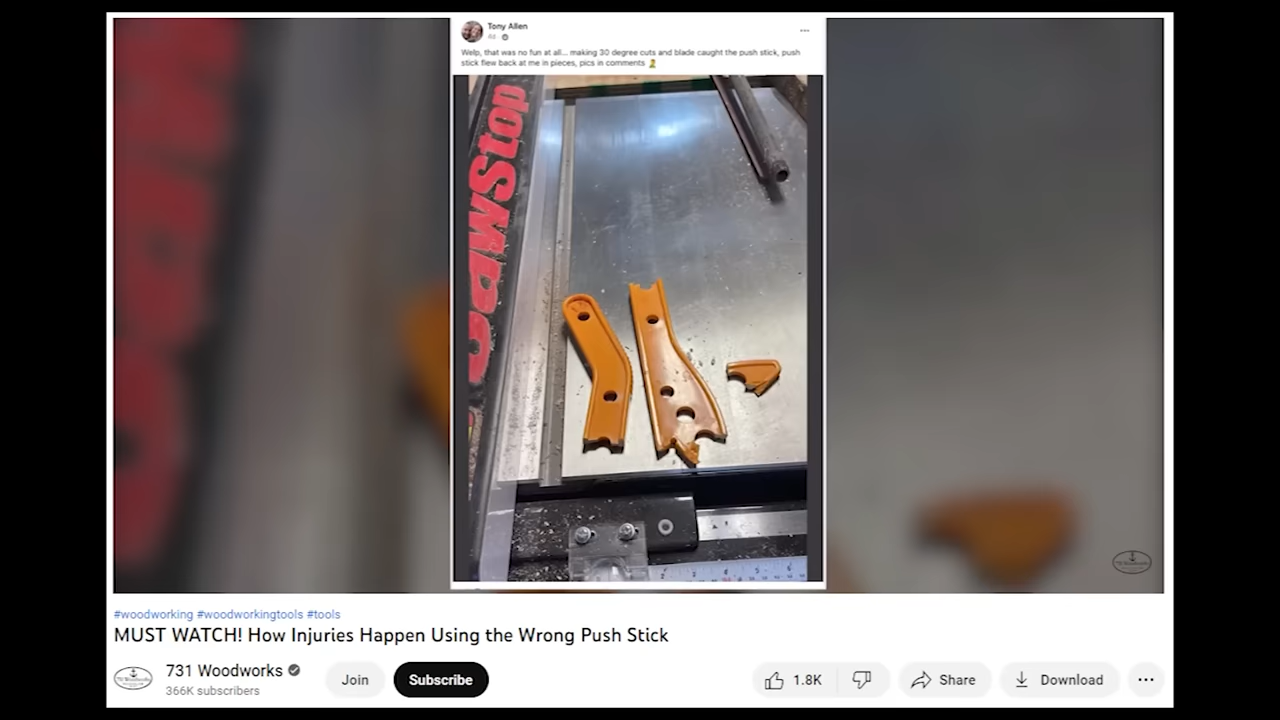 Tony Allen
4d
Welp, that was no fun at all... making 30 degree cuts and blade caught the push stick, push
stick flew back at me in pieces, pics in comments
SawStop
#woodworking #woodworkingtools #tools
MUST WATCH! How Injuries Happen Using the Wrong Push Stick
731 Woodworks
366K subscribers
Join
Subscribe
1.8K
Share
Download